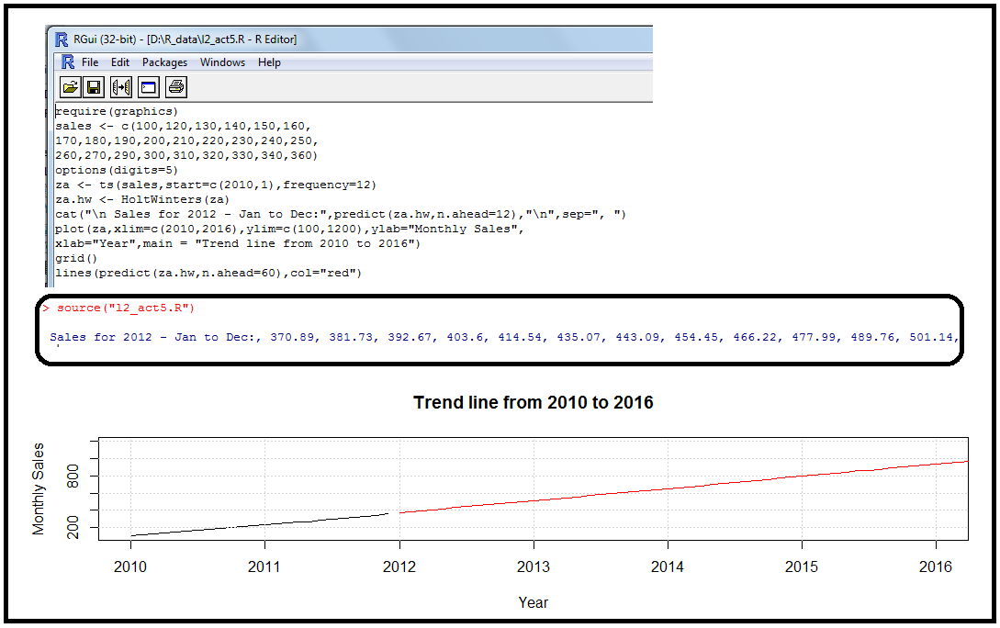 RGui (32-bit) - [D:\R_data\l2_act5.R - R Editor]
File Edit Packages Windows Help
require(graphics)
sales <- c(100,120,130,140,150,160,
170,180,190,200,210,220,230,240,250,
260,270,290,300,310,320,330,340,360)
options(digits=5)
za <- ts(sales,start=c(2010,1),frequency=12)
za.hw <- HoltWinters(za)
cat("\n Sales for 2012 - Jan to Dec:",predict(za.hw,n.ahead=12),"\n",sep=", ")
plot(za,xlim=c(2010,2016),ylim=c(100,1200),ylab="Monthly Sales",
xlab="Year",main = "Trend line from 2010 to 2016")
grid()
lines(predict(za.hw,n.ahead=60),col="red")
> source("l2_act5.R")
Sales for 2012 - Jan to Dec:, 370.89, 381.73, 392.67, 403.6, 414.54, 435.07, 443.09, 454.45, 466.22, 477.99, 489.76, 501.14,
Trend line from 2010 to 2016
Monthly Sales
800
200
2010 2011 2012 2013 2014 2015 2016
Year